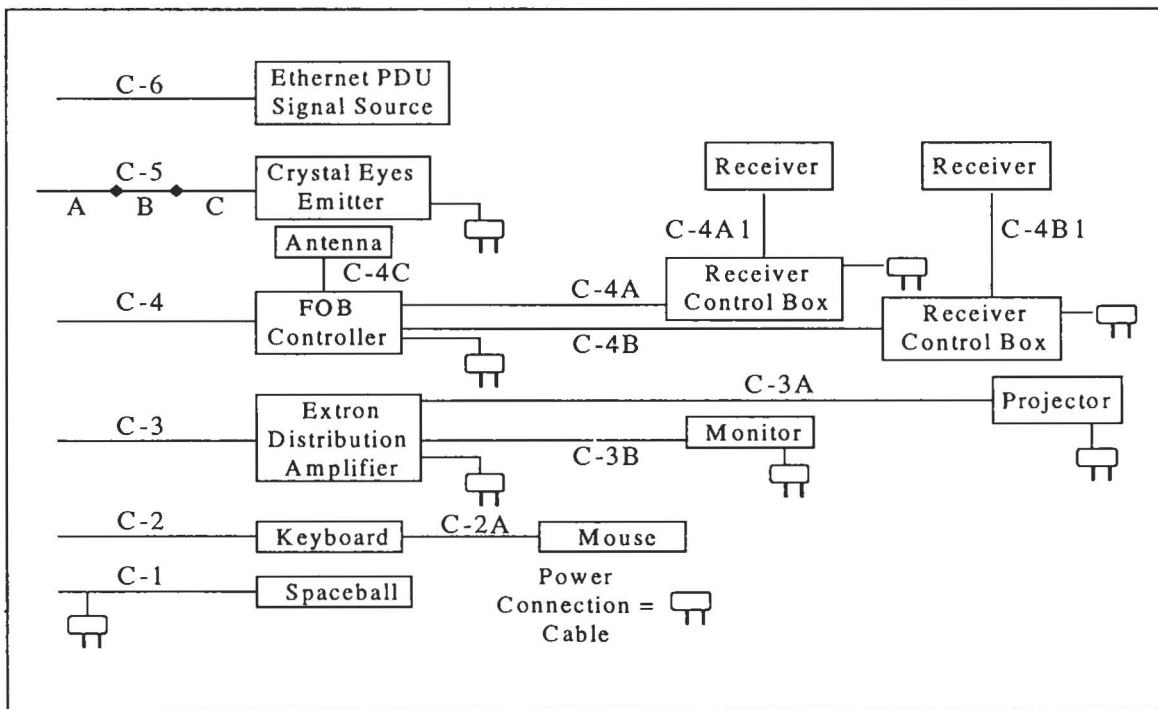 C-6
Ethernet PDU
Signal Source
C-5
A
B
C
Crystal Eyes
Emitter
Receiver
Receiver
Antenna
C-4C
C-4A1
C-4B1
C-4
FOB
Controller
C-4A
Receiver
Control Box
C-4B
Receiver
Control Box
C-3
Extron
Distribution
Amplifier
C-3A
Projector
C-3B
Monitor
C-2
Keyboard
C-2A
Mouse
C-1
Spaceball
Power
Connection =
Cable